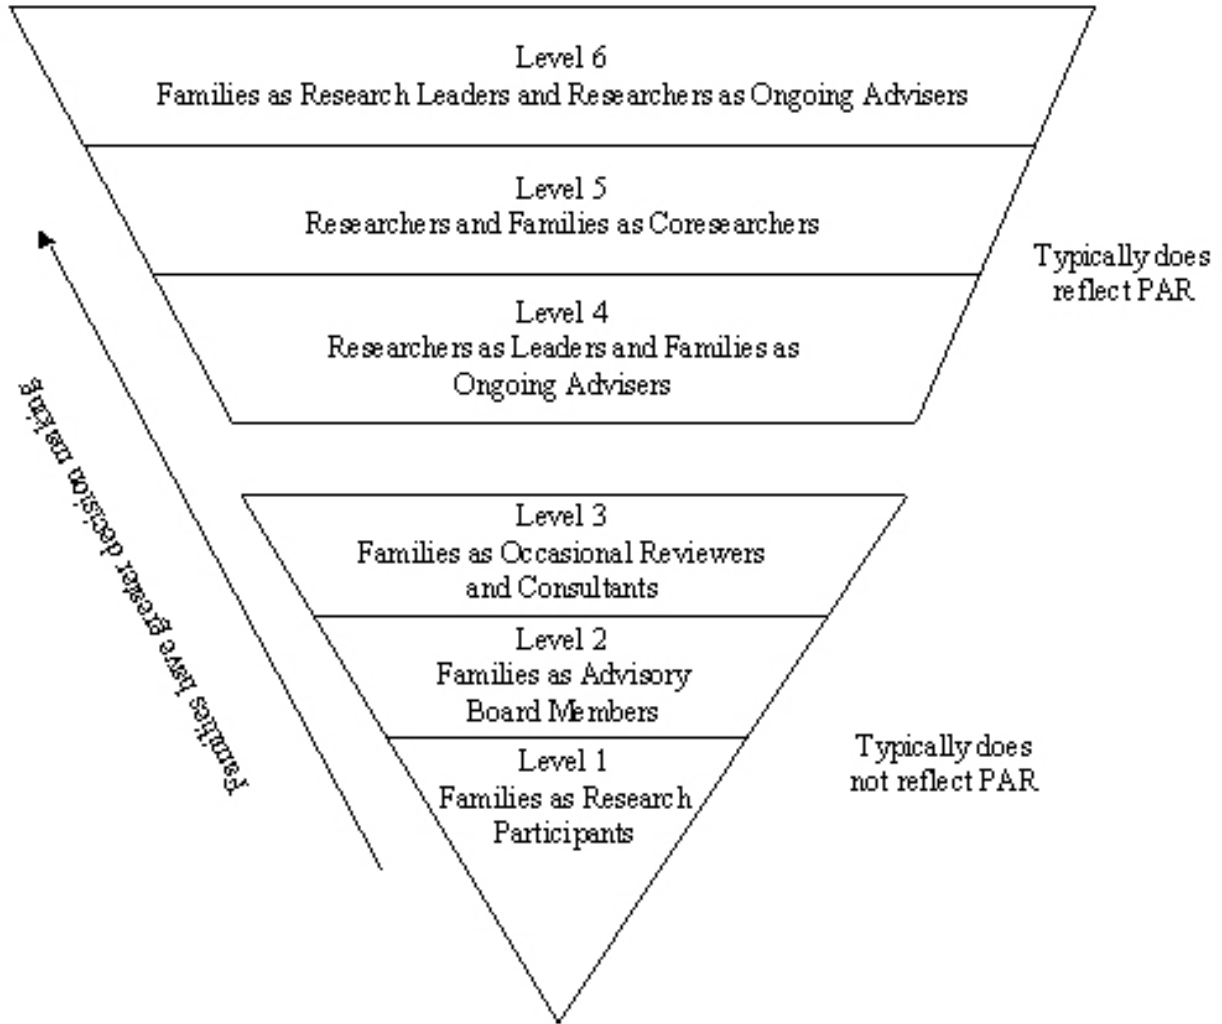 Level 6
Families as Research Leaders and Researchers as Ongoing Advisers
Level 5
Researchers and Families as Coresearchers
Typically does
reflect PAR
Level 4
Researchers as Leaders and Families as
Ongoing Advisers
Families have greater decision making
Level 3
Families as Occasional Reviewers
and Consultants
Level 2
Families as Advisory
Board Members
Level 1
Families as Research
Participants
Typically does
not reflect PAR